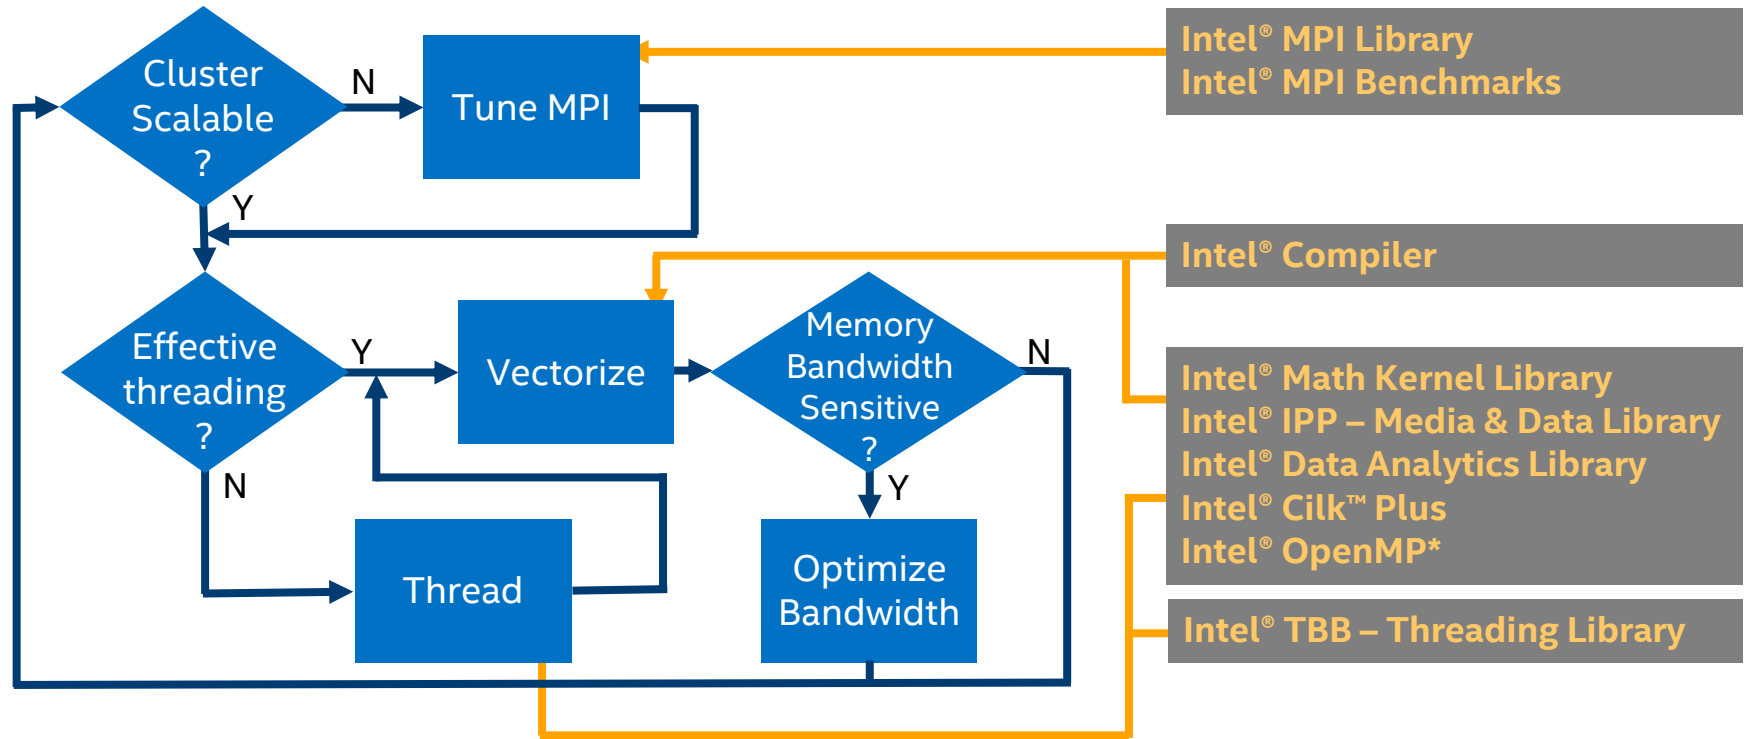 Cluster
Scalable
?
N
Tune MPI
Y
Intel® MPI Library
Intel® MPI Benchmarks
Intel® Compiler
Effective
threading
?
Y
N
Vectorize
Memory
Bandwidth
Sensitive
?
N
Y
Thread
Optimize
Bandwidth
Intel® Math Kernel Library
Intel® IPP – Media & Data Library
Intel® Data Analytics Library
Intel® Cilk™ Plus
Intel® OpenMP*
Intel® TBB – Threading Library